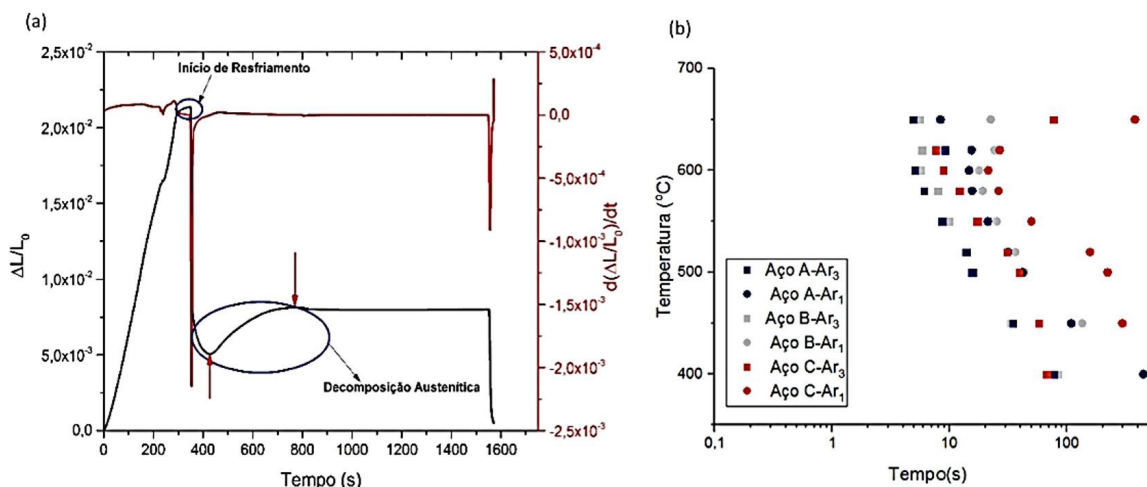 (a)
Início de Resfriamento
2,5x10⁻²
2,0x10⁻²
1,5x10⁻²
1,0x10⁻²
5,0x10⁻³
0,0
ΔL/L₀
0 200 400 600 800 1000 1200 1400 1600
Tempo (s)
Decomposição Austenítica
5,0x10⁻⁴
0,0
-5,0x10⁻⁴
-1,0x10⁻³
-1,5x10⁻³
-2,0x10⁻³
-2,5x10⁻³
d(ΔL/L₀)/dt
(b)
700
600
500
400
Temperatura (°C)
Aço A-Ar₃
Aço A-Ar₁
Aço B-Ar₃
Aço B-Ar₁
Aço C-Ar₃
Aço C-Ar₁
0,1 1 10 100
Tempo(s)